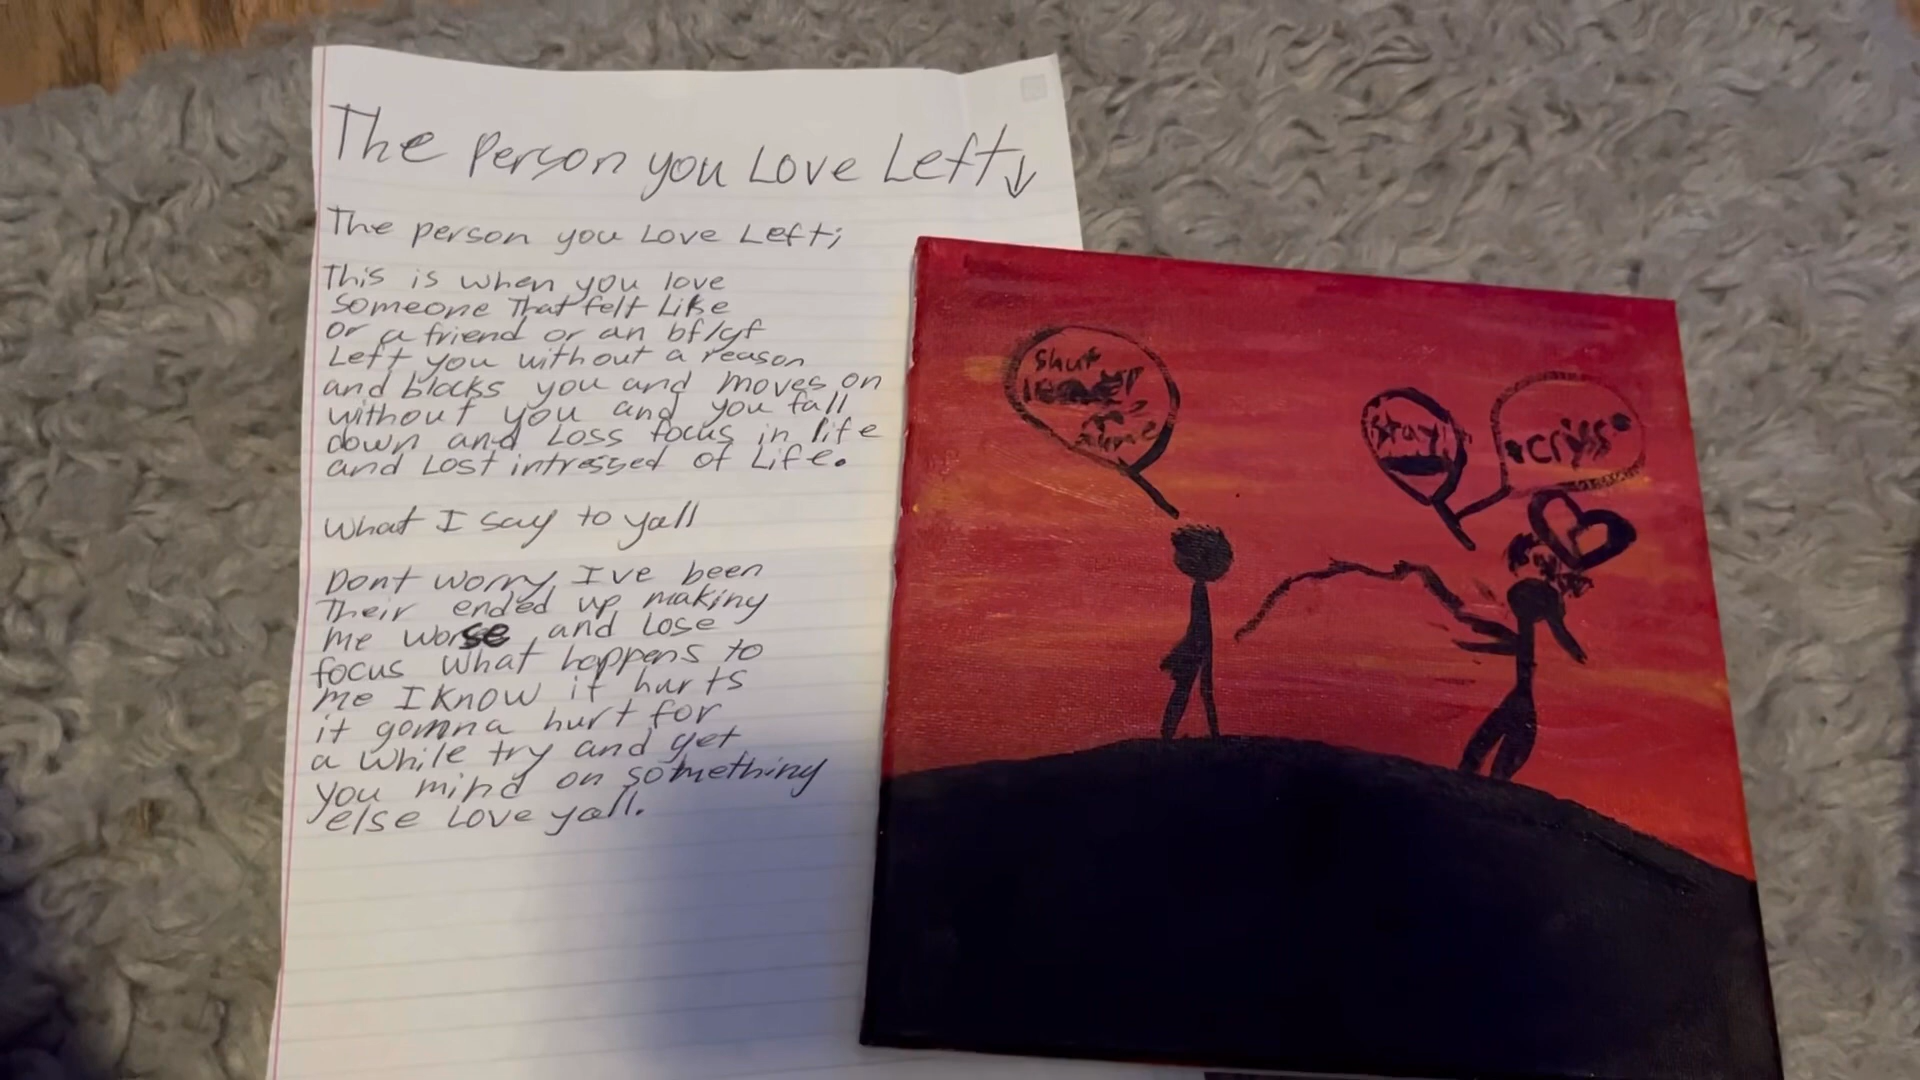 The person you Love Left↓
The person you Love Left;
This is when you love
someone That felt Like
or a friend or an bf/gf
Left you without a reason
and blocks you and moves on
without you and you fall
down and Loss focus in life
and Lost intressed of Life.
What I say to yall
Dont worry I've been
Their ended up making
me worse, and lose
focus what happens to
me I know it hurts
it gonna hurt for
a while try and get
you mind on something
else Love yall.
Shut
Stay!
*criss*